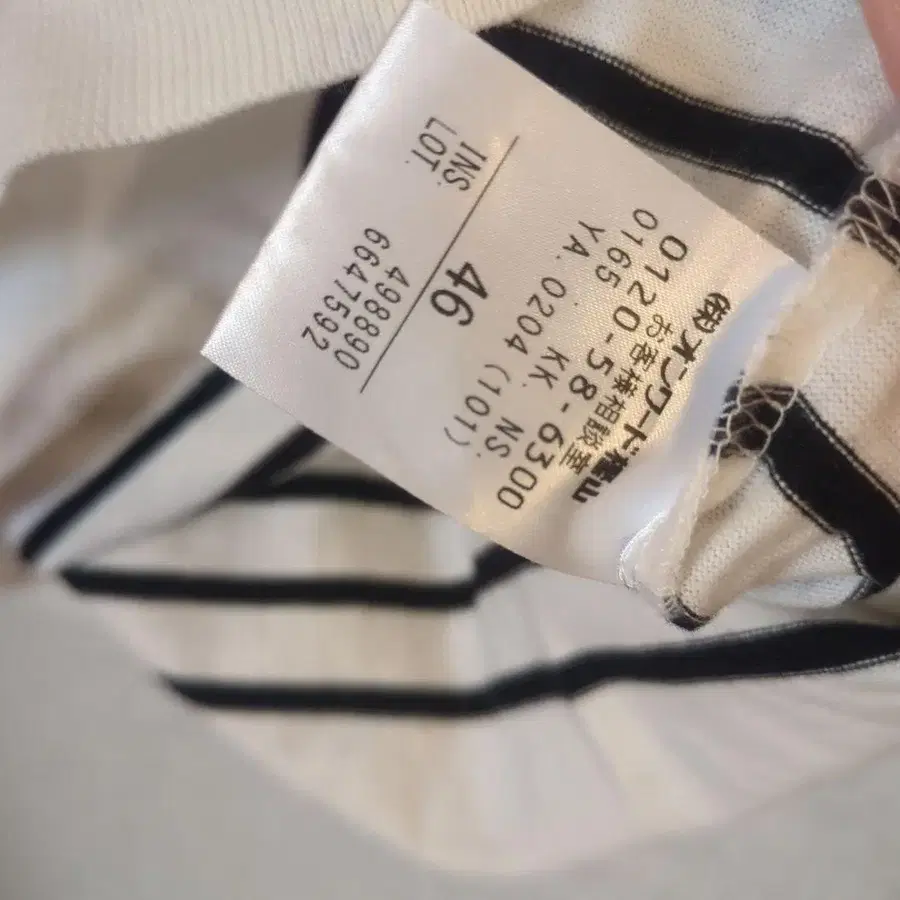 ㈱オンワード樫山
お客様相談室
0120-58-6300
0165 KK. NS.
YA. 0204 (101)
46
INS. 498890
LOT. 6647592